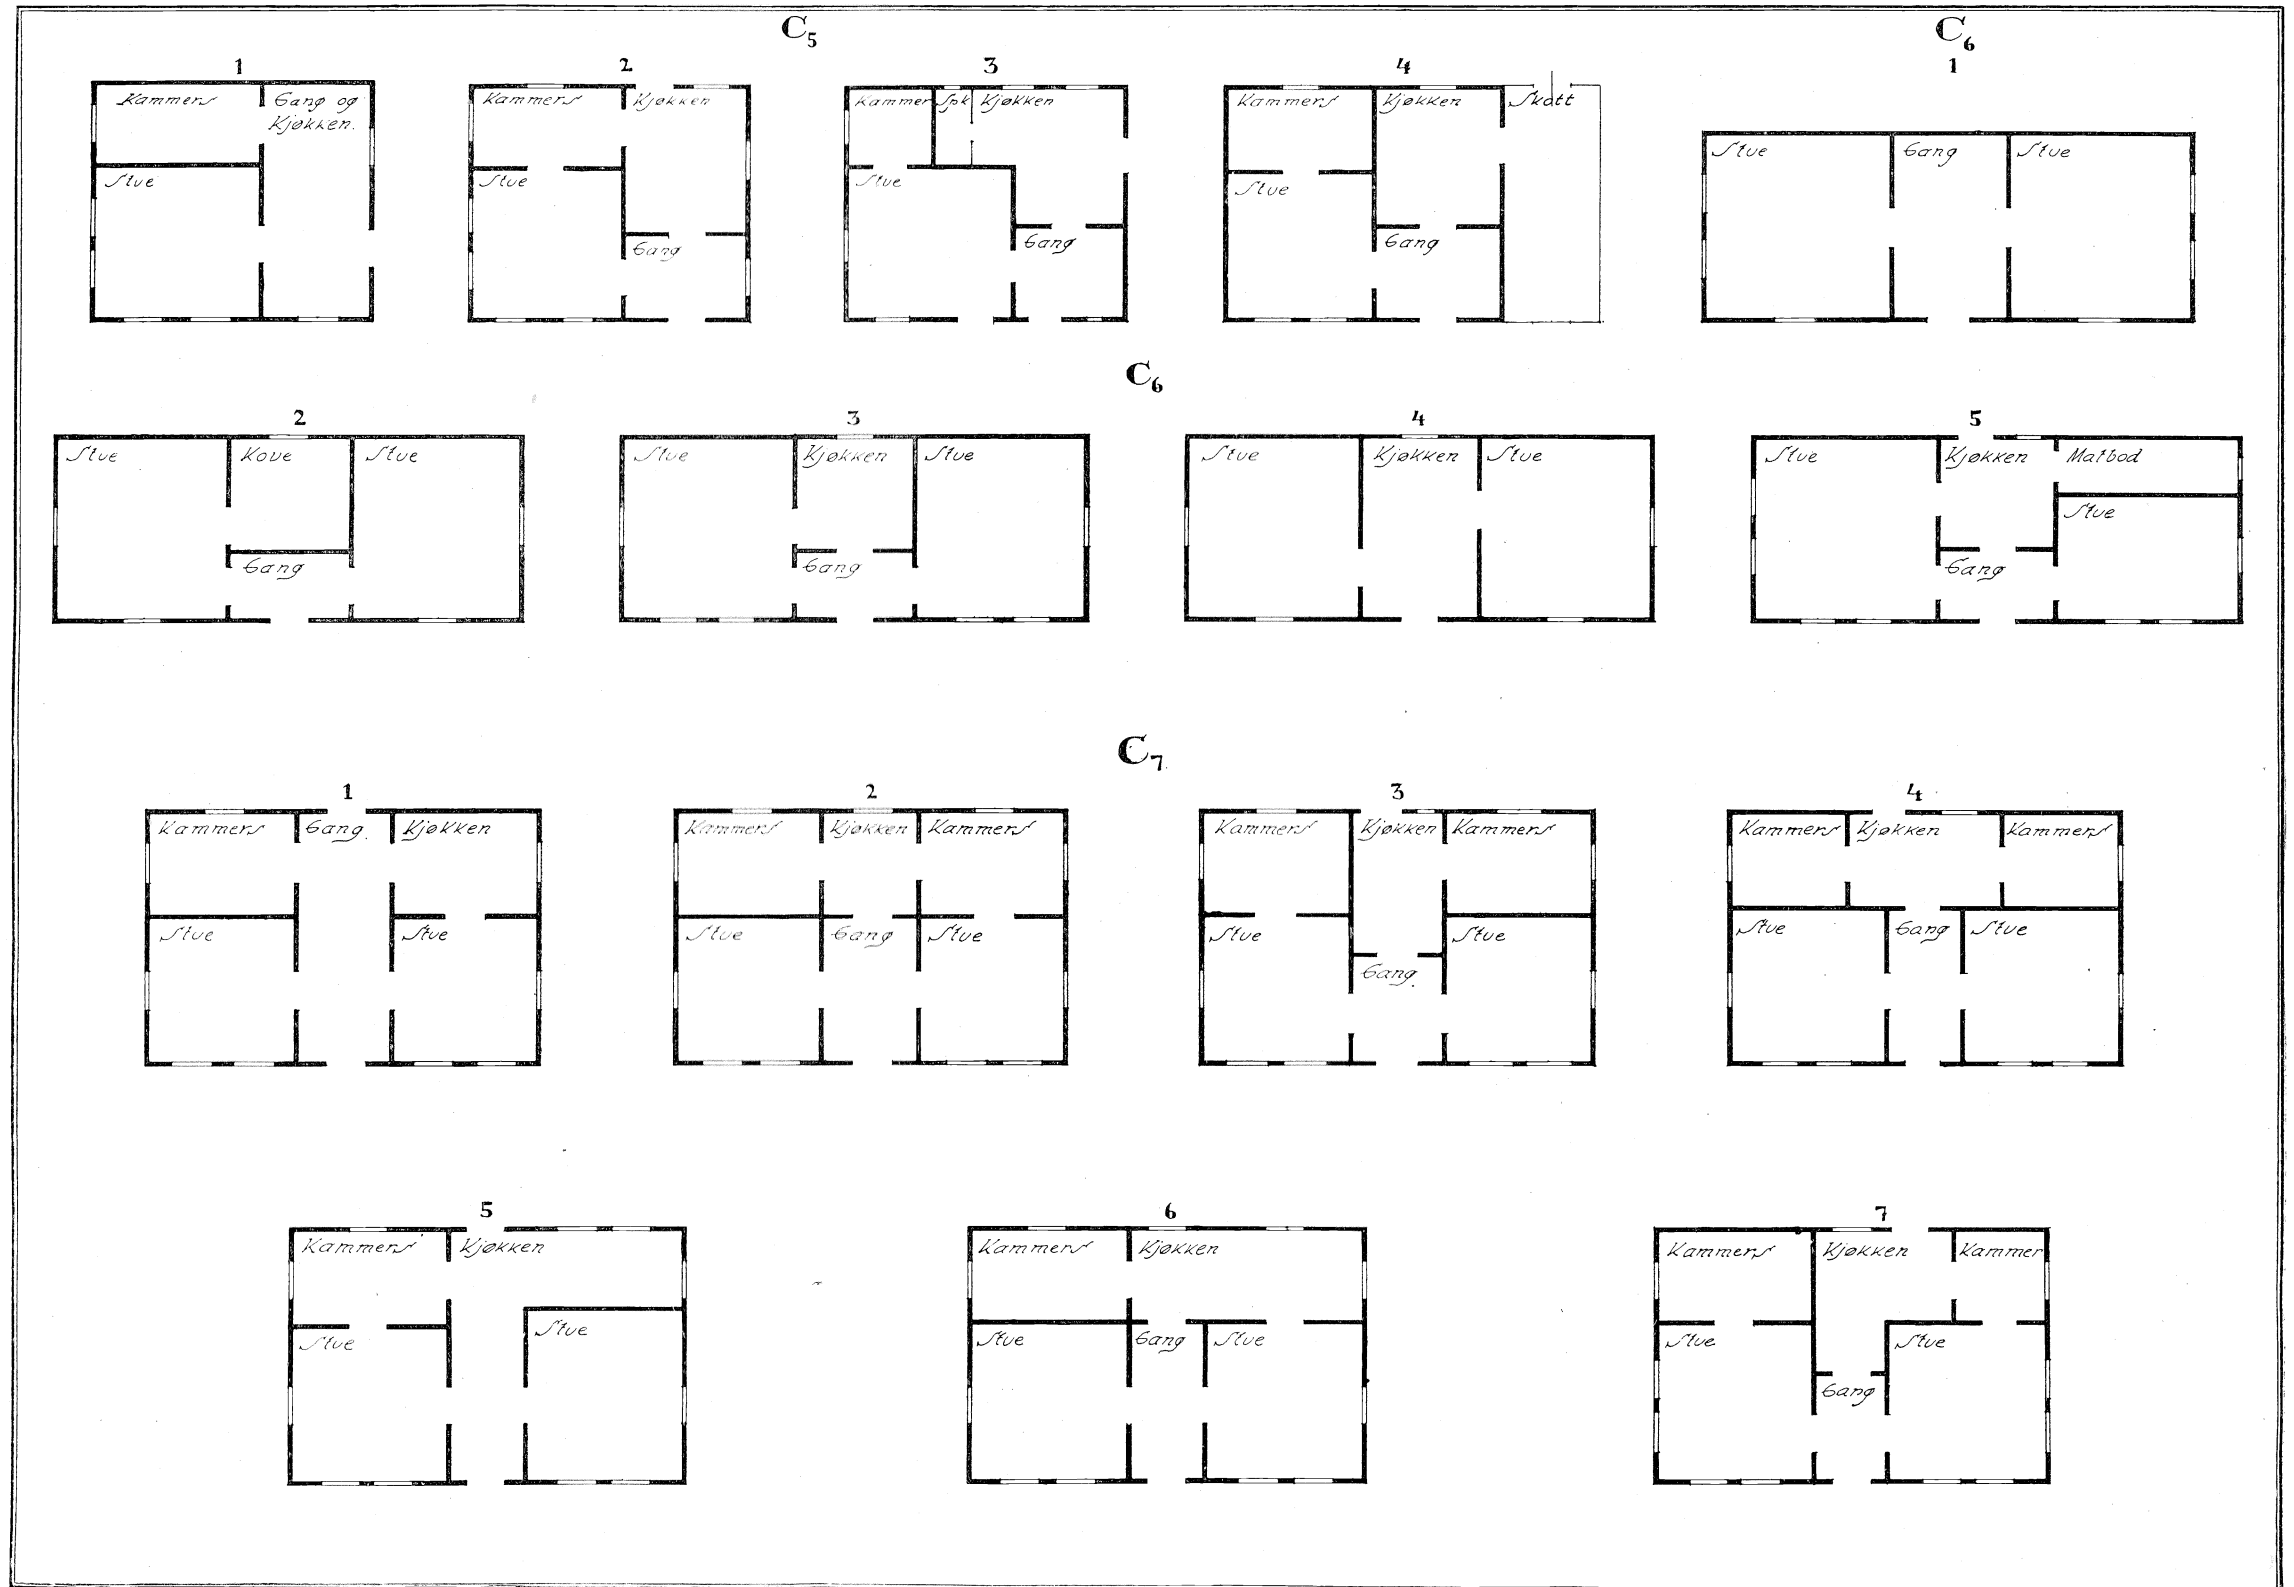 C5
C6
1
2
3
4
1
Kammers
Gang og
Kjøkken.
Stue
Kammers
Kjøkken
Stue
Gang
Kammer
Spk
Kjøkken
Stue
Gang
Kammers
Kjøkken
Skott
Stue
Gang
Stue
Gang
Stue
C6
2
3
4
5
Stue
Kove
Stue
Gang
Stue
Kjøkken
Stue
Gang
Stue
Kjøkken
Stue
Stue
Kjøkken
Matbod
Stue
Gang
C7
1
2
3
4
Kammers
Gang.
Kjøkken
Stue
Stue
Kammers
Kjøkken
Kammers
Stue
Gang
Stue
Kammers
Kjøkken
Kammers
Stue
Stue
Gang.
Kammers
Kjøkken
Kammers
Stue
Gang
Stue
5
6
7
Kammers
Kjøkken
Stue
Stue
Kammers
Kjøkken
Stue
Gang
Stue
Kammers
Kjøkken
Kammer
Stue
Stue
Gang